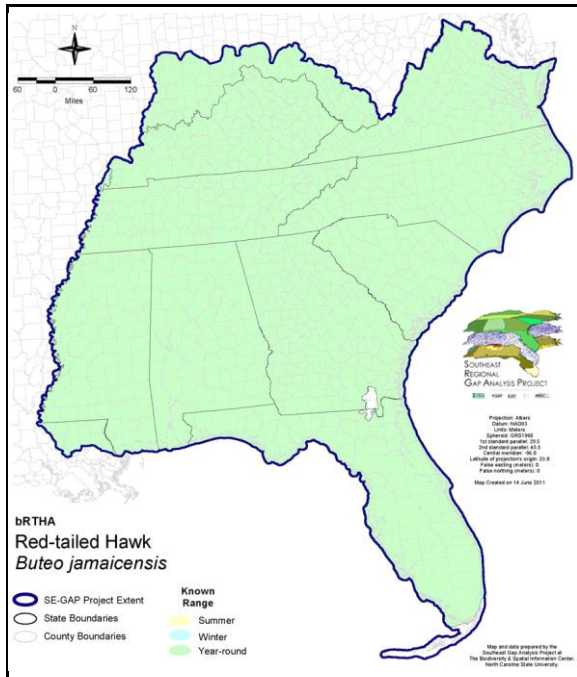 N
60 0 60 120
Miles
SOUTHEAST
REGIONAL
GAP ANALYSIS PROJECT
Projection: Albers
Datum: NAD83
Units: Meters
Spheroid: GRS1980
1st standard parallel: 29.5
2nd standard parallel: 45.5
Central meridian: -96.0
Latitude of projection's origin: 23.0
False easting (meters): 0
False northing (meters): 0
Map Created on 14 June 2011
bRTHA
Red-tailed Hawk
Buteo jamaicensis
SE-GAP Project Extent
State Boundaries
County Boundaries
Known
Range
Summer
Winter
Year-round
Map and data prepared by the
Southeast Gap Analysis Project at
The Biodiversity & Spatial Information Center,
North Carolina State University.